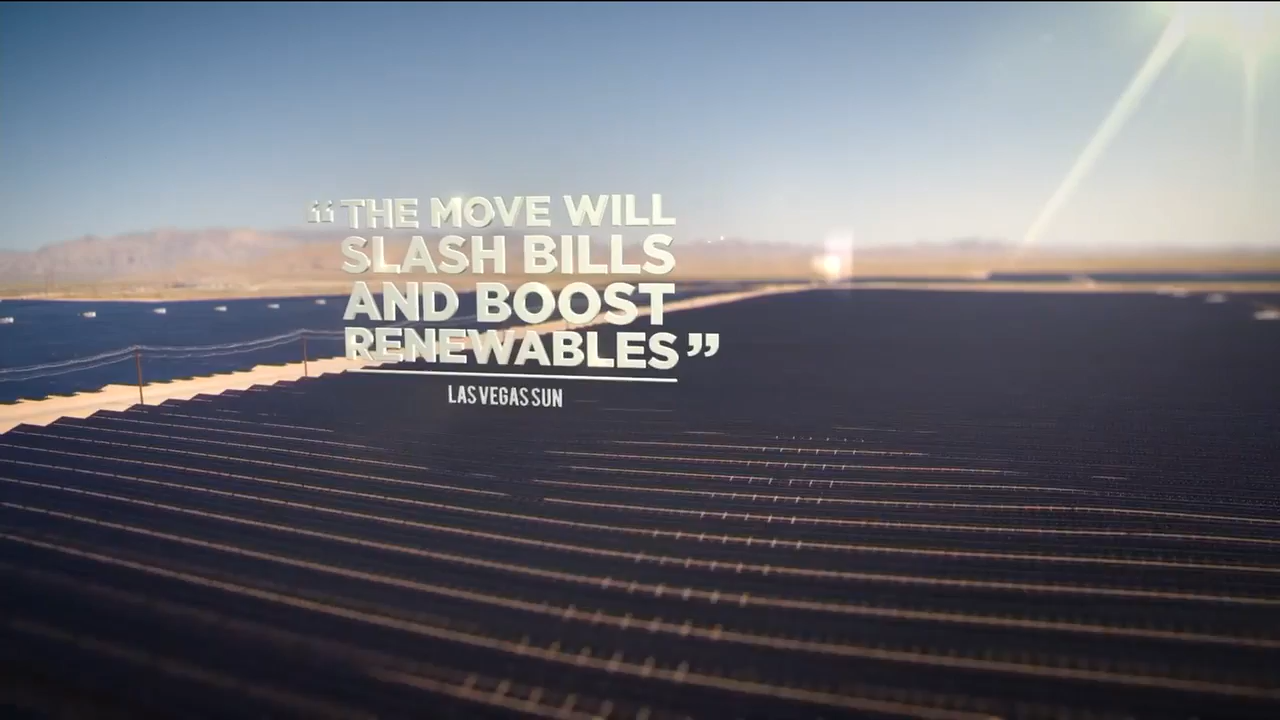 “THE MOVE WILL
SLASH BILLS
AND BOOST
RENEWABLES”
LAS VEGAS SUN